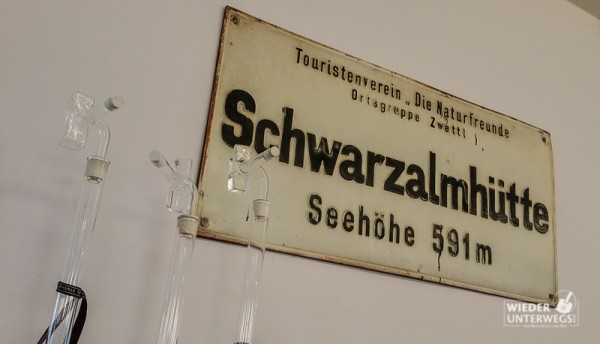 Touristenverein „Die Naturfreunde
Ortsgruppe Zwettl
Schwarzalmhütte
Seehöhe 591m
WIEDER
UNTERWEGS